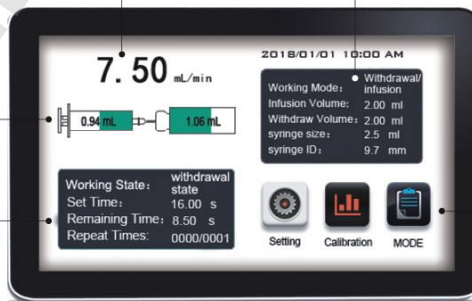 7.50 mL/min
0.94 mL
1.06 mL
2018/01/01 10:00 AM
Working Mode: Withdrawal/
infusion
Infusion Volume: 2.00 ml
Withdraw Volume: 2.00 ml
syringe size: 2.5 ml
syringe ID: 9.7 mm
Working State: withdrawal
state
Set Time: 16.00 s
Remaining Time: 8.50 s
Repeat Times: 0000/0001
Setting
Calibration
MODE